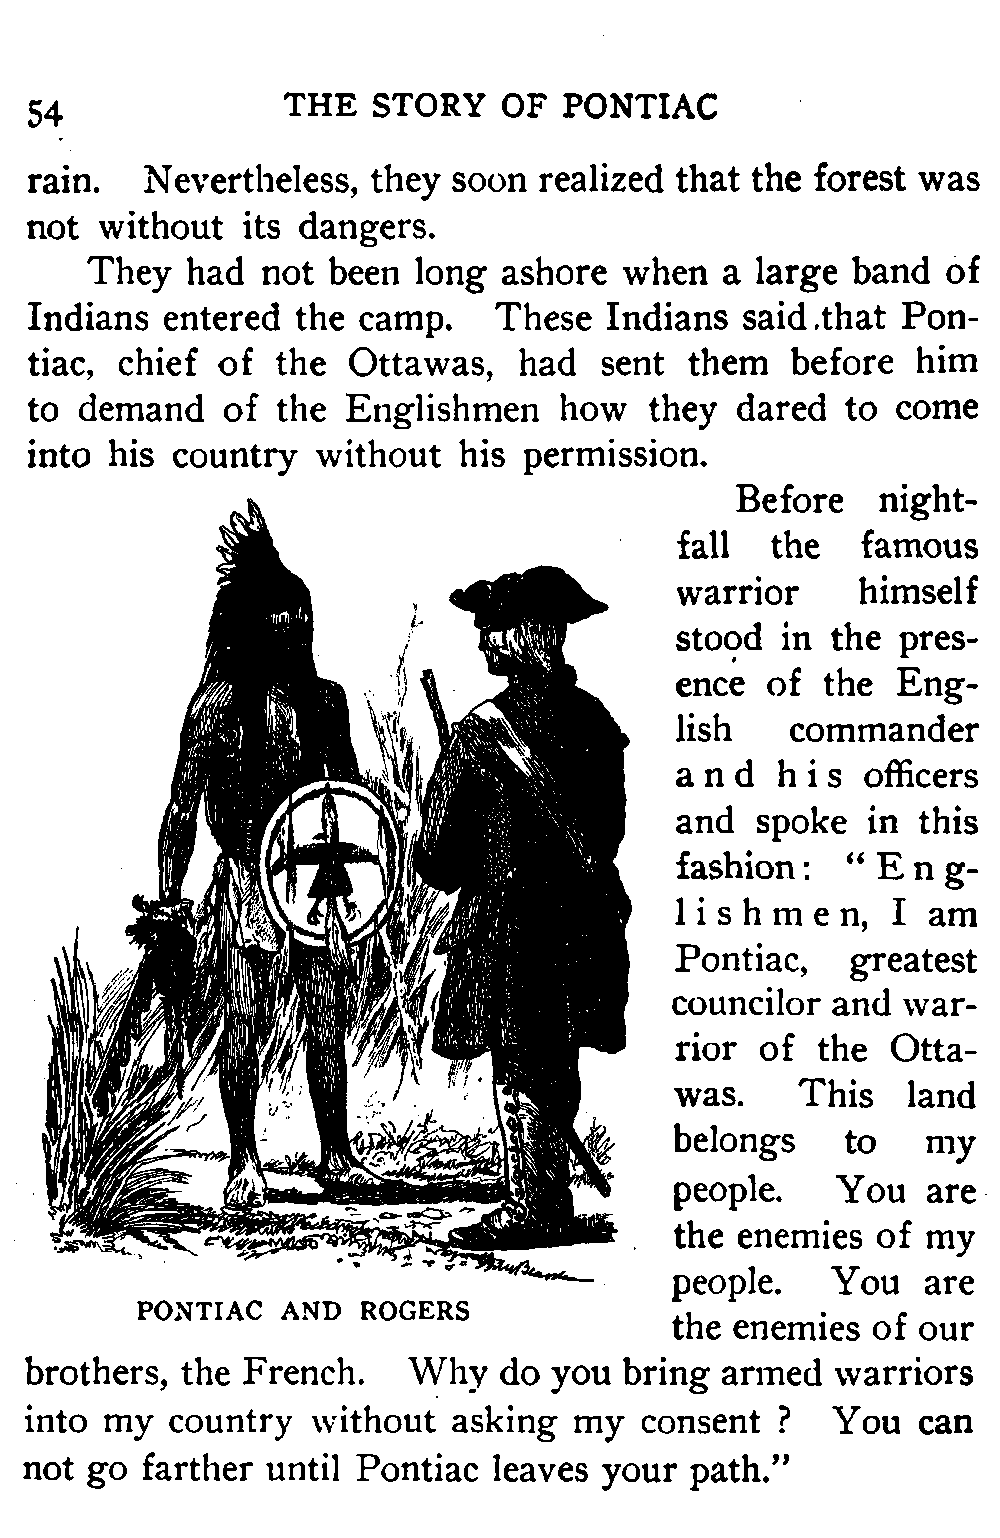 54
THE STORY OF PONTIAC
rain. Nevertheless, they soon realized that the forest was
not without its dangers.
They had not been long ashore when a large band of
Indians entered the camp. These Indians said that Pon-
tiac, chief of the Ottawas, had sent them before him
to demand of the Englishmen how they dared to come
into his country without his permission.
Before night-
fall the famous
warrior himself
stood in the pres-
ence of the Eng-
lish commander
and his officers
and spoke in this
fashion: "Eng-
lishmen, I am
Pontiac, greatest
councilor and war-
rior of the Otta-
was. This land
belongs to my
people. You are
the enemies of my
people. You are
the enemies of our
PONTIAC AND ROGERS
brothers, the French. Why do you bring armed warriors
into my country without asking my consent? You can
not go farther until Pontiac leaves your path."